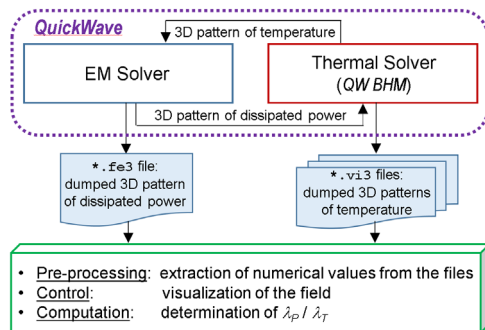 QuickWave
3D pattern of temperature
EM Solver
Thermal Solver
(QW BHM)
3D pattern of dissipated power
*.fe3 file:
dumped 3D pattern
of dissipated power
*.vi3 files:
dumped 3D patterns
of temperature
• Pre-processing: extraction of numerical values from the files
• Control: visualization of the field
• Computation: determination of λP / λT